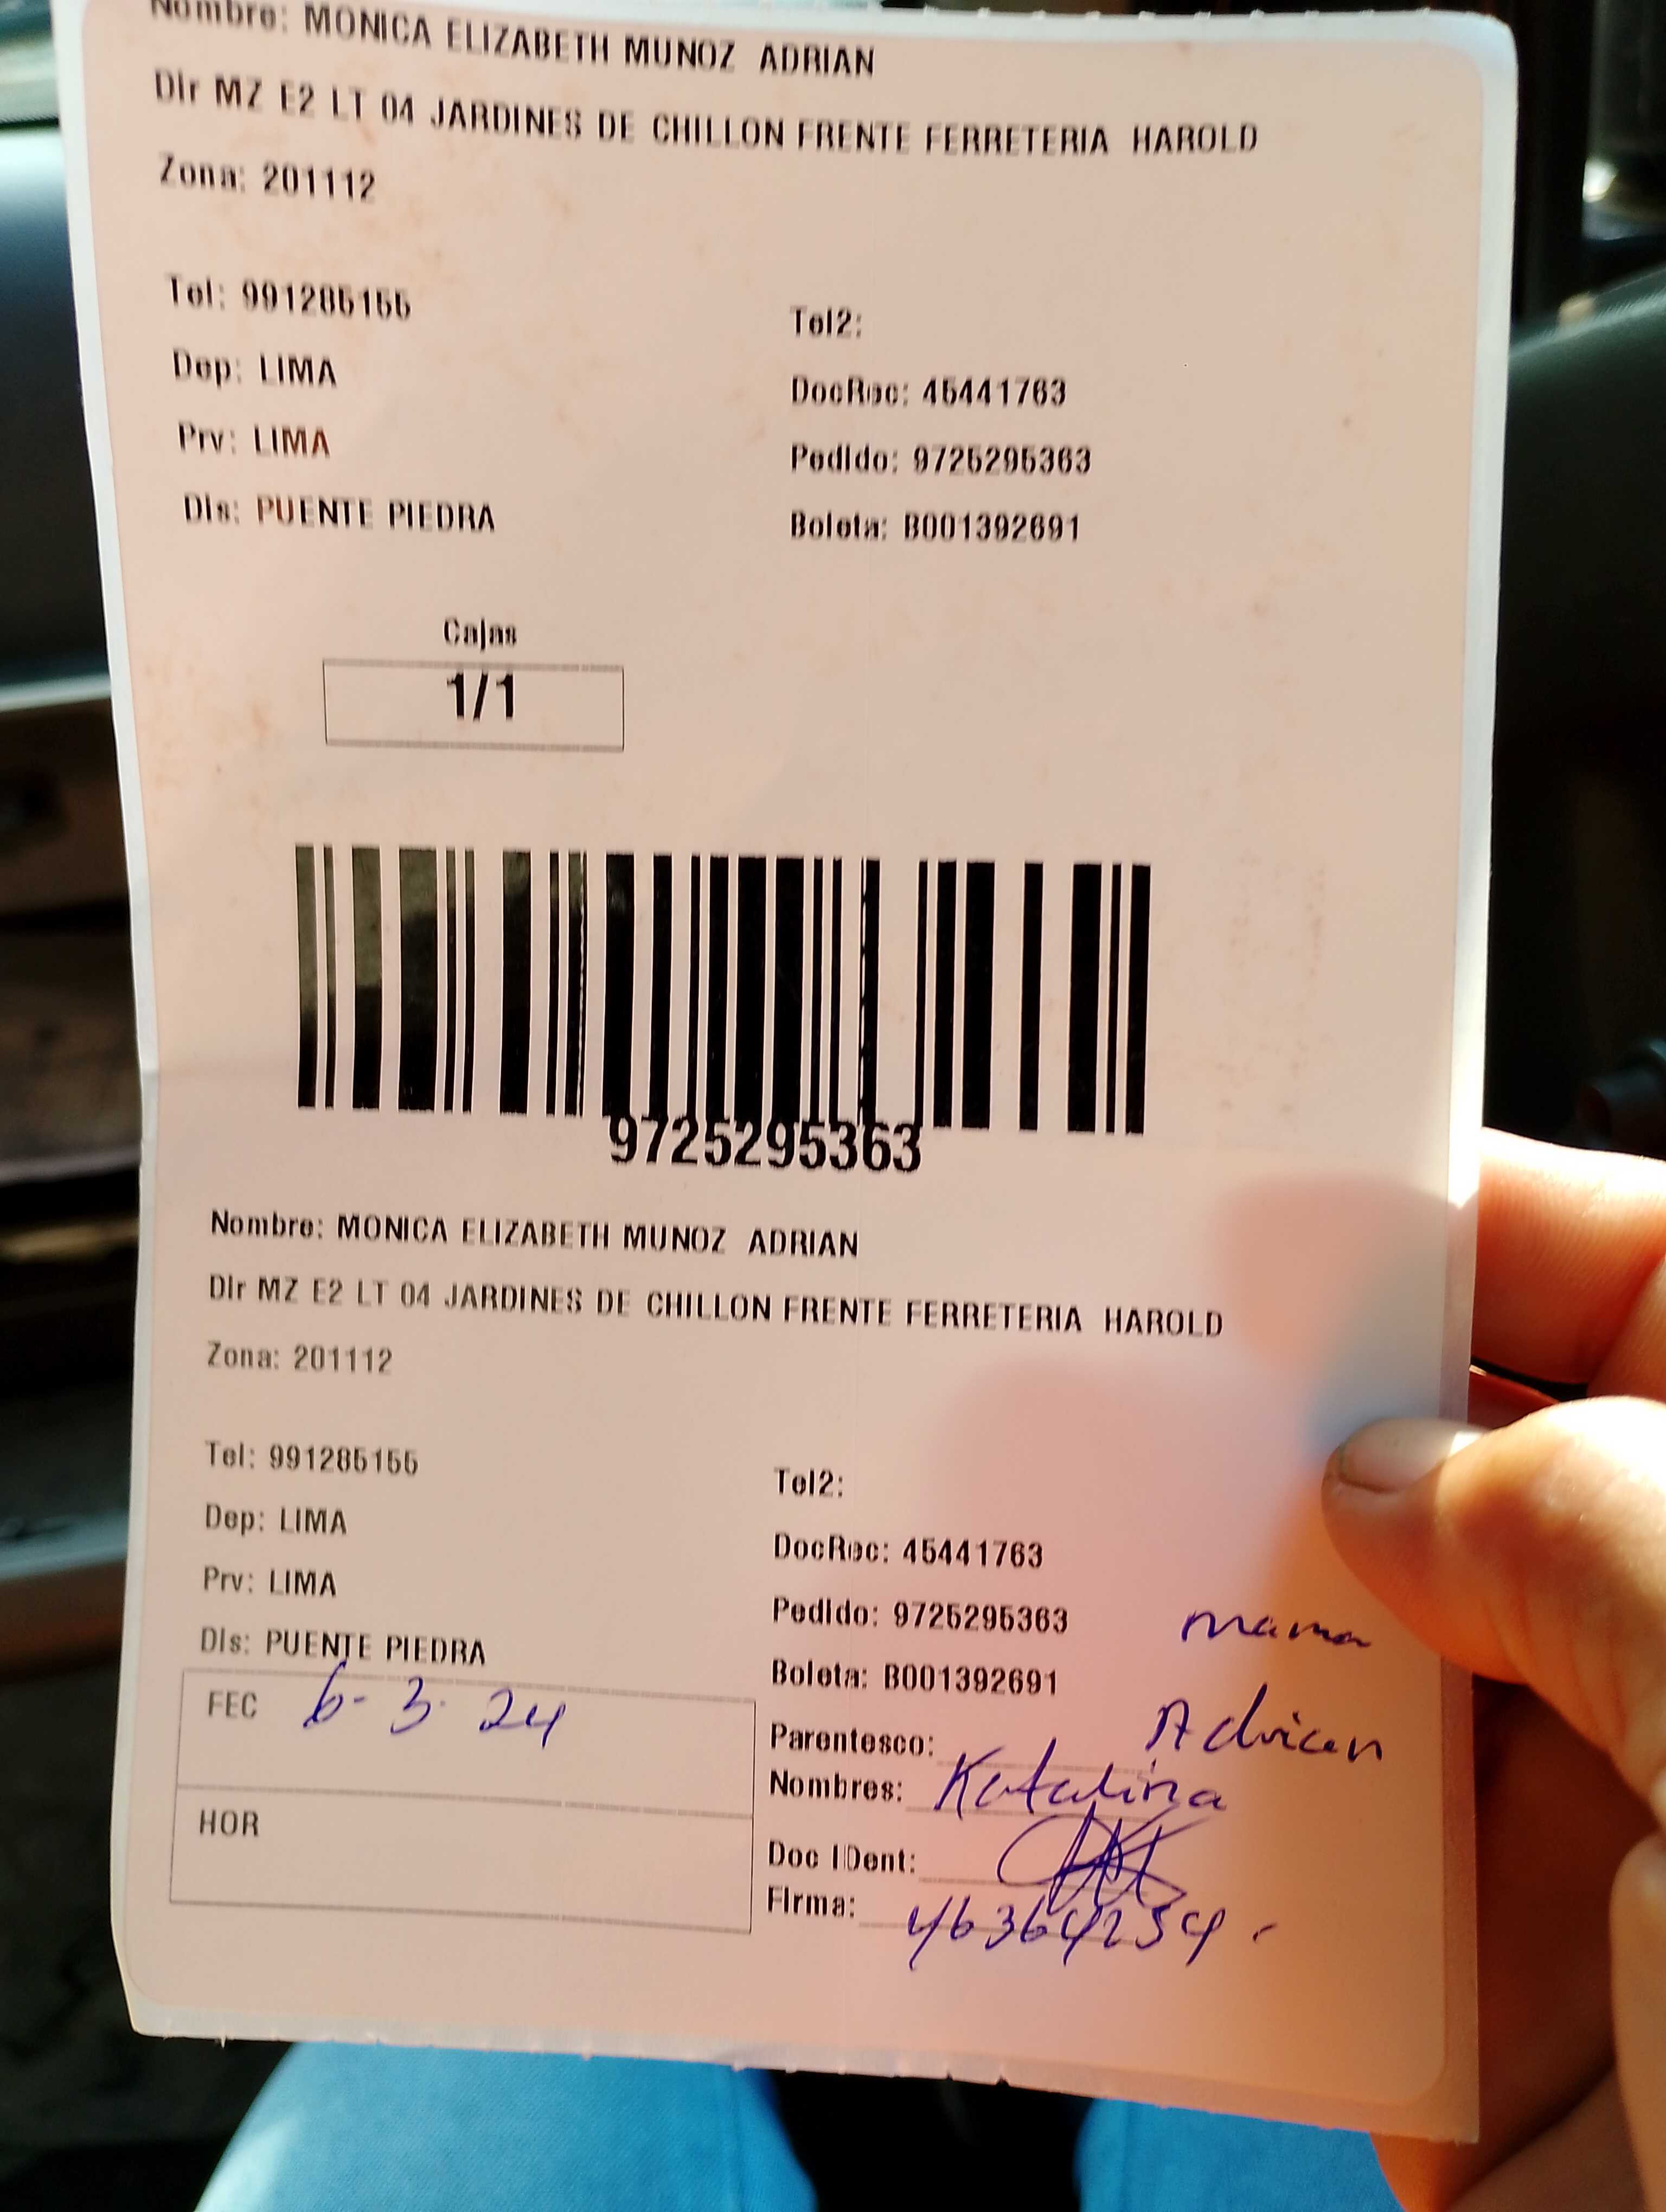 Nombre: MONICA ELIZABETH MUNOZ ADRIAN
Dir MZ E2 LT 04 JARDINES DE CHILLON FRENTE FERRETERIA HAROLD
Zona: 201112
Tel: 991285155
Tel2:
Dep: LIMA
DocRec: 45441763
Prv: LIMA
Pedido: 9725295363
Dis: PUENTE PIEDRA
Boleta: B001392691
Cajas
1/1
9725295363
Nombre: MONICA ELIZABETH MUNOZ ADRIAN
Dir MZ E2 LT 04 JARDINES DE CHILLON FRENTE FERRETERIA HAROLD
Zona: 201112
Tel: 991285155
Tel2:
Dep: LIMA
DocRec: 45441763
Prv: LIMA
Pedido: 9725295363 mama
Dis: PUENTE PIEDRA
Boleta: B001392691
FEC 6-3-24
Parentesco: Adrian
Nombres: Katalina
HOR
Doc IDent:
Firma: 46364254